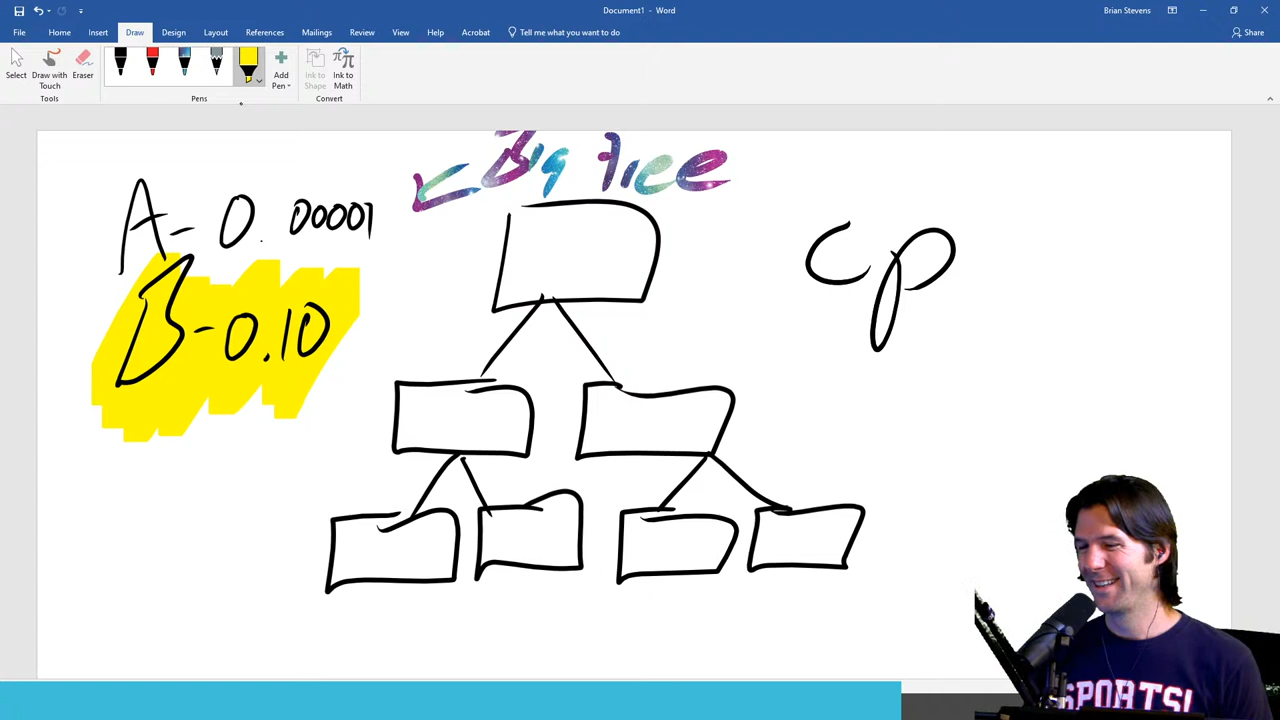 Document1 - Word
Brian Stevens
File Home Insert Draw Design Layout References Mailings Review View Help Acrobat Tell me what you want to do Share
Select
Draw with Touch
Eraser
Add Pen
Ink to Shape
Ink to Math
Tools
Pens
Convert
Big Tree
A- 0.00001
B-0.10
cp
SPORTS!